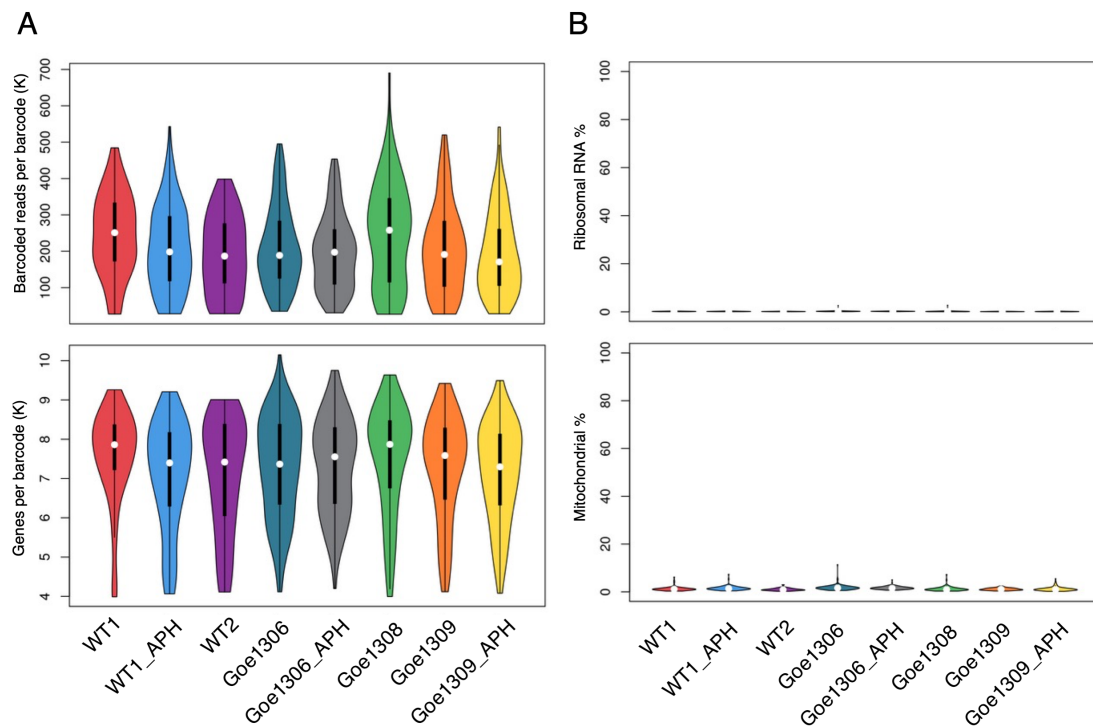 A
B
Barcoded reads per barcode (K)
700
600
500
400
300
200
100
Genes per barcode (K)
10
9
8
7
6
5
4
WT1
WT1_APH
WT2
Goe1306
Goe1306_APH
Goe1308
Goe1309
Goe1309_APH
Ribosomal RNA %
100
80
60
40
20
0
Mitochondrial %
100
80
60
40
20
0
WT1
WT1_APH
WT2
Goe1306
Goe1306_APH
Goe1308
Goe1309
Goe1309_APH